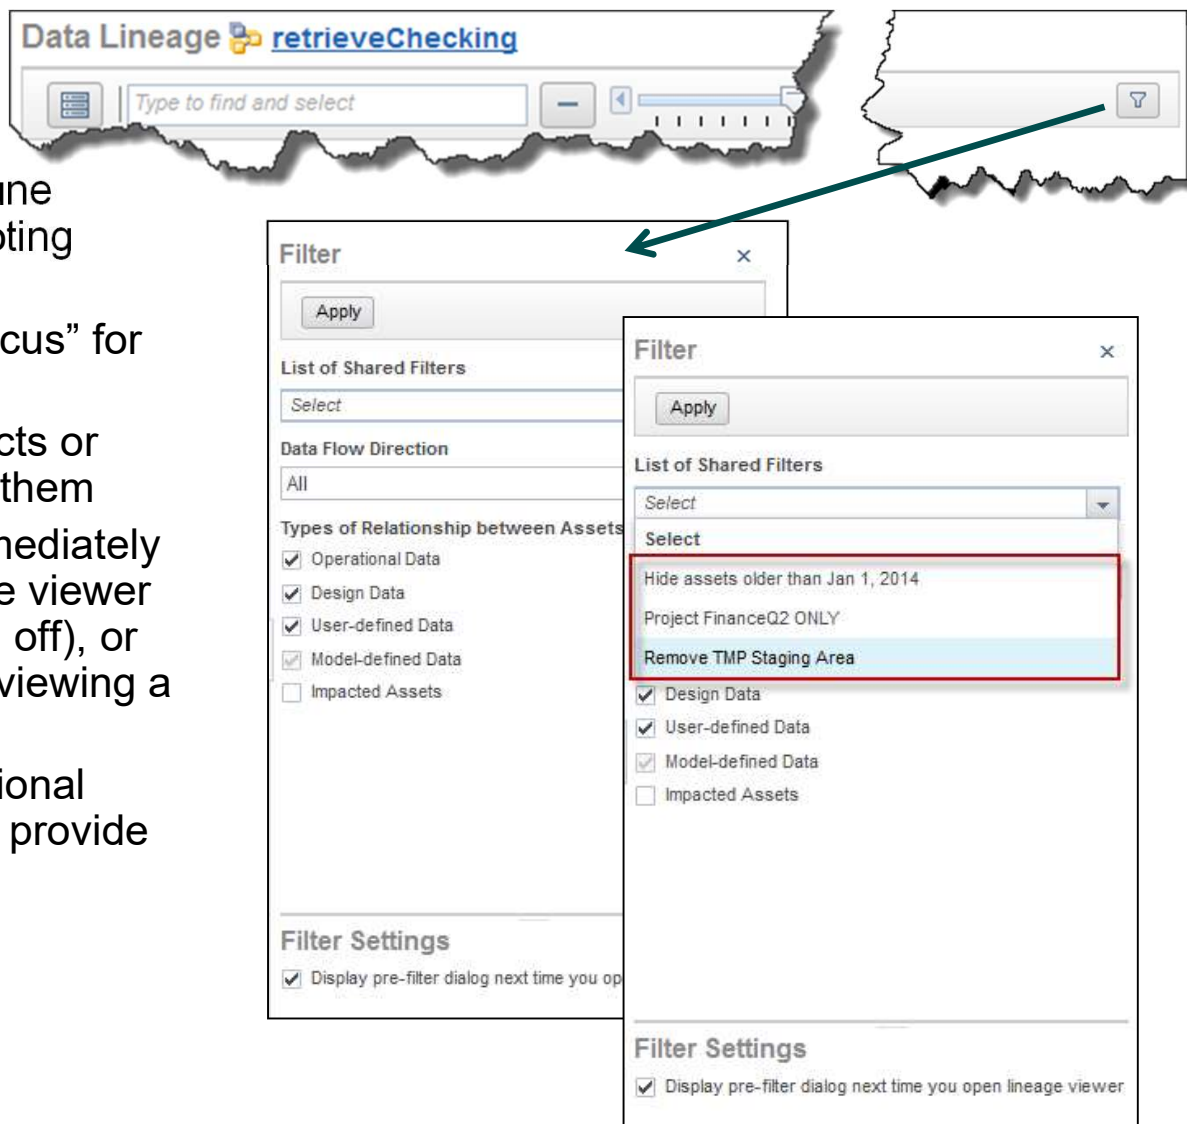 Data Lineage retrieveChecking
Type to find and select
cus” for
cts or
them
e viewer
off), or
viewing a
provide
Filter
Apply
List of Shared Filters
Select
Data Flow Direction
All
Types of Relationship between Assets
Operational Data
Design Data
User-defined Data
Model-defined Data
Impacted Assets
Filter Settings
Display pre-filter dialog next time you op
Filter
Apply
List of Shared Filters
Select
Select
Hide assets older than Jan 1, 2014
Project FinanceQ2 ONLY
Remove TMP Staging Area
Design Data
User-defined Data
Model-defined Data
Impacted Assets
Filter Settings
Display pre-filter dialog next time you open lineage viewer